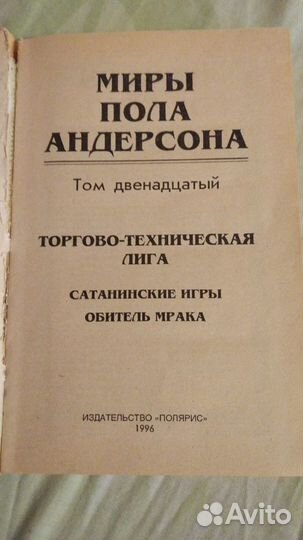 МИРЫ
ПОЛА
АНДЕРСОНА
Том двенадцатый
ТОРГОВО-ТЕХНИЧЕСКАЯ
ЛИГА
САТАНИНСКИЕ ИГРЫ
ОБИТЕЛЬ МРАКА
ИЗДАТЕЛЬСТВО «ПОЛЯРИС»
1996
Avito